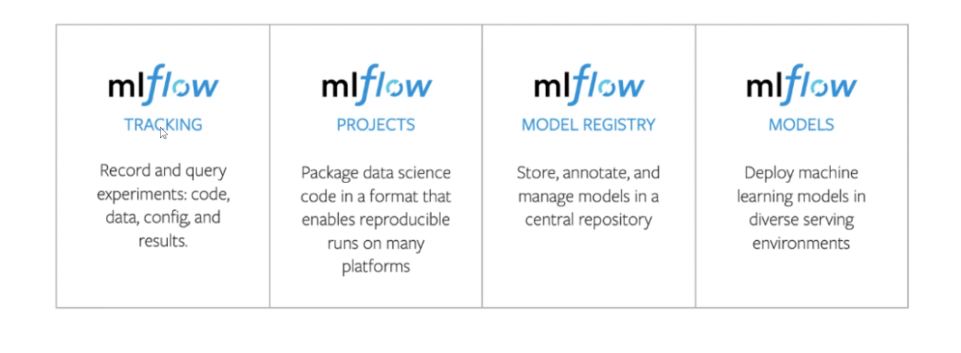 mlflow
TRACKING
Record and query
experiments: code,
data, config, and
results.
mlflow
PROJECTS
Package data science
code in a format that
enables reproducible
runs on many
platforms
mlflow
MODEL REGISTRY
Store, annotate, and
manage models in a
central repository
mlflow
MODELS
Deploy machine
learning models in
diverse serving
environments